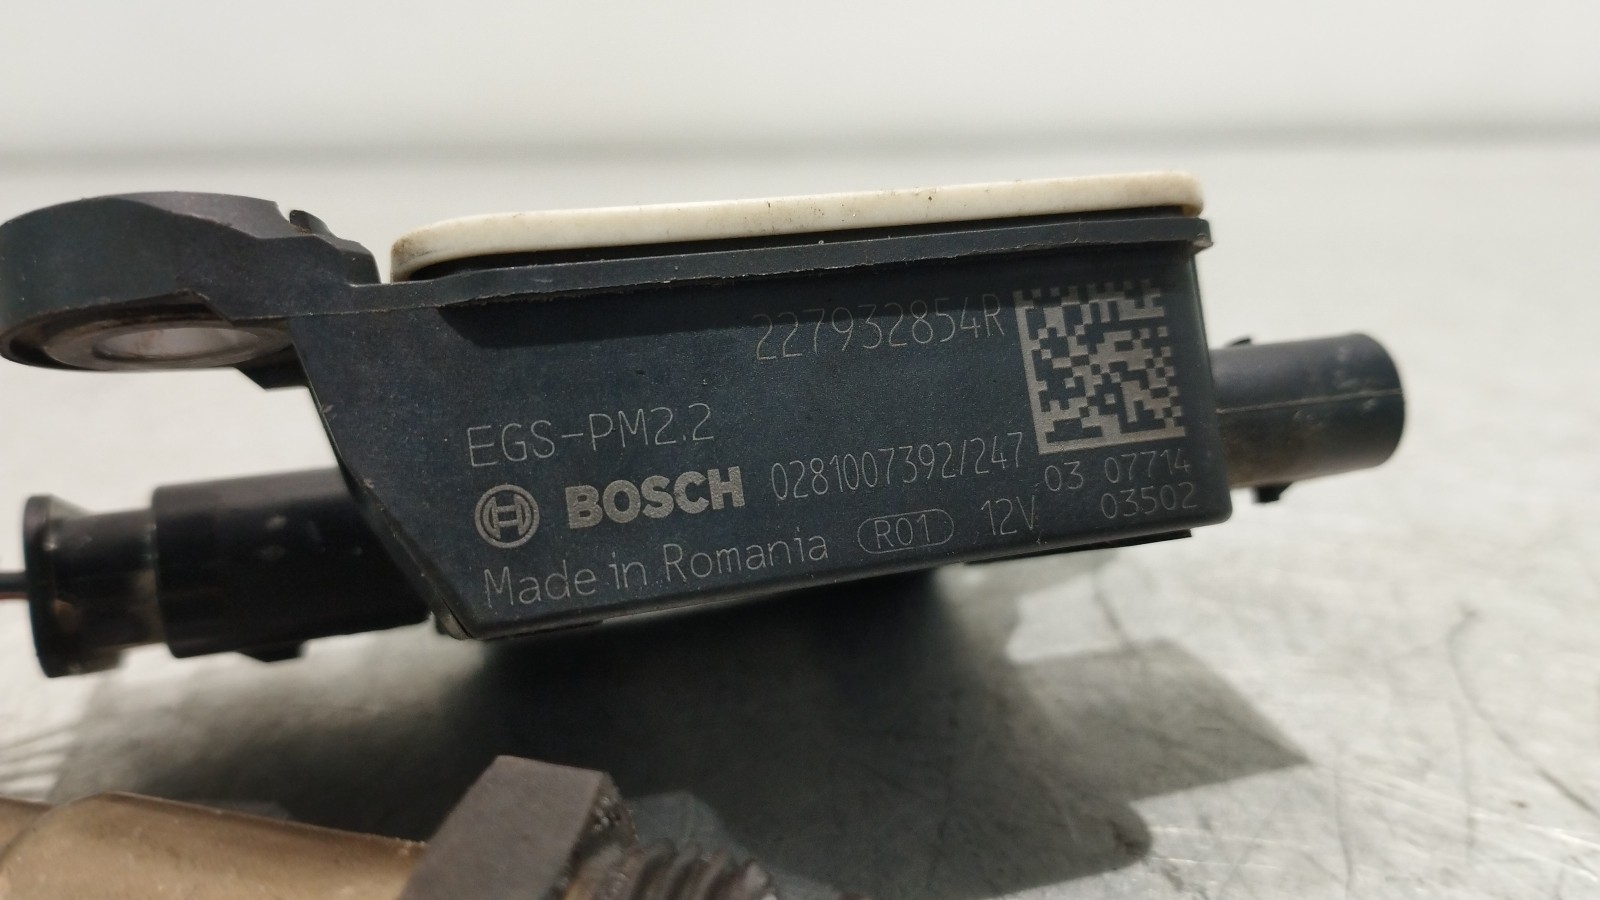 227932854R
EGS-PM2.2
BOSCH 0281007392/247
03 07714
03502
Made in Romania R01 12V